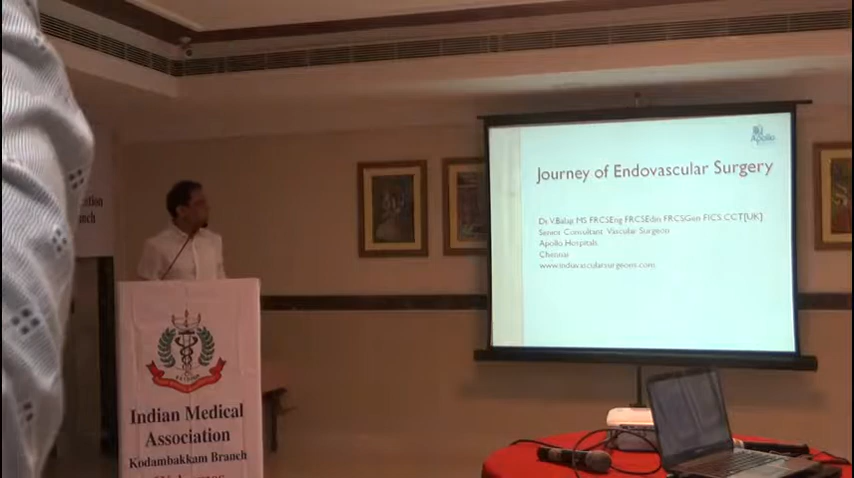 Apollo
Journey of Endovascular Surgery
Dr. V.Balaji MS FRCSEng FRCSEdin FRCSGen FICS CCT[UK]
Senior Consultant Vascular Surgeon
Apollo Hospitals
Chennai
www.indiavascularsurgeons.com
Indian Medical
Association
Kodambakkam Branch